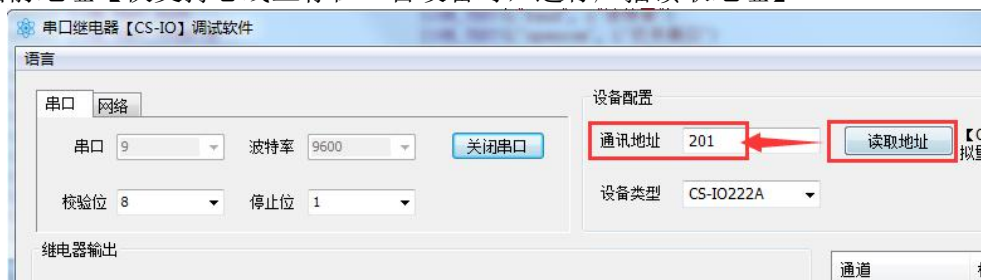 串口继电器【CS-IO】调试软件
语言
串口 网络
设备配置
串口 9 波特率 9600 关闭串口
通讯地址 201 读取地址
校验位 8 停止位 1
设备类型 CS-IO222A
继电器输出
通道